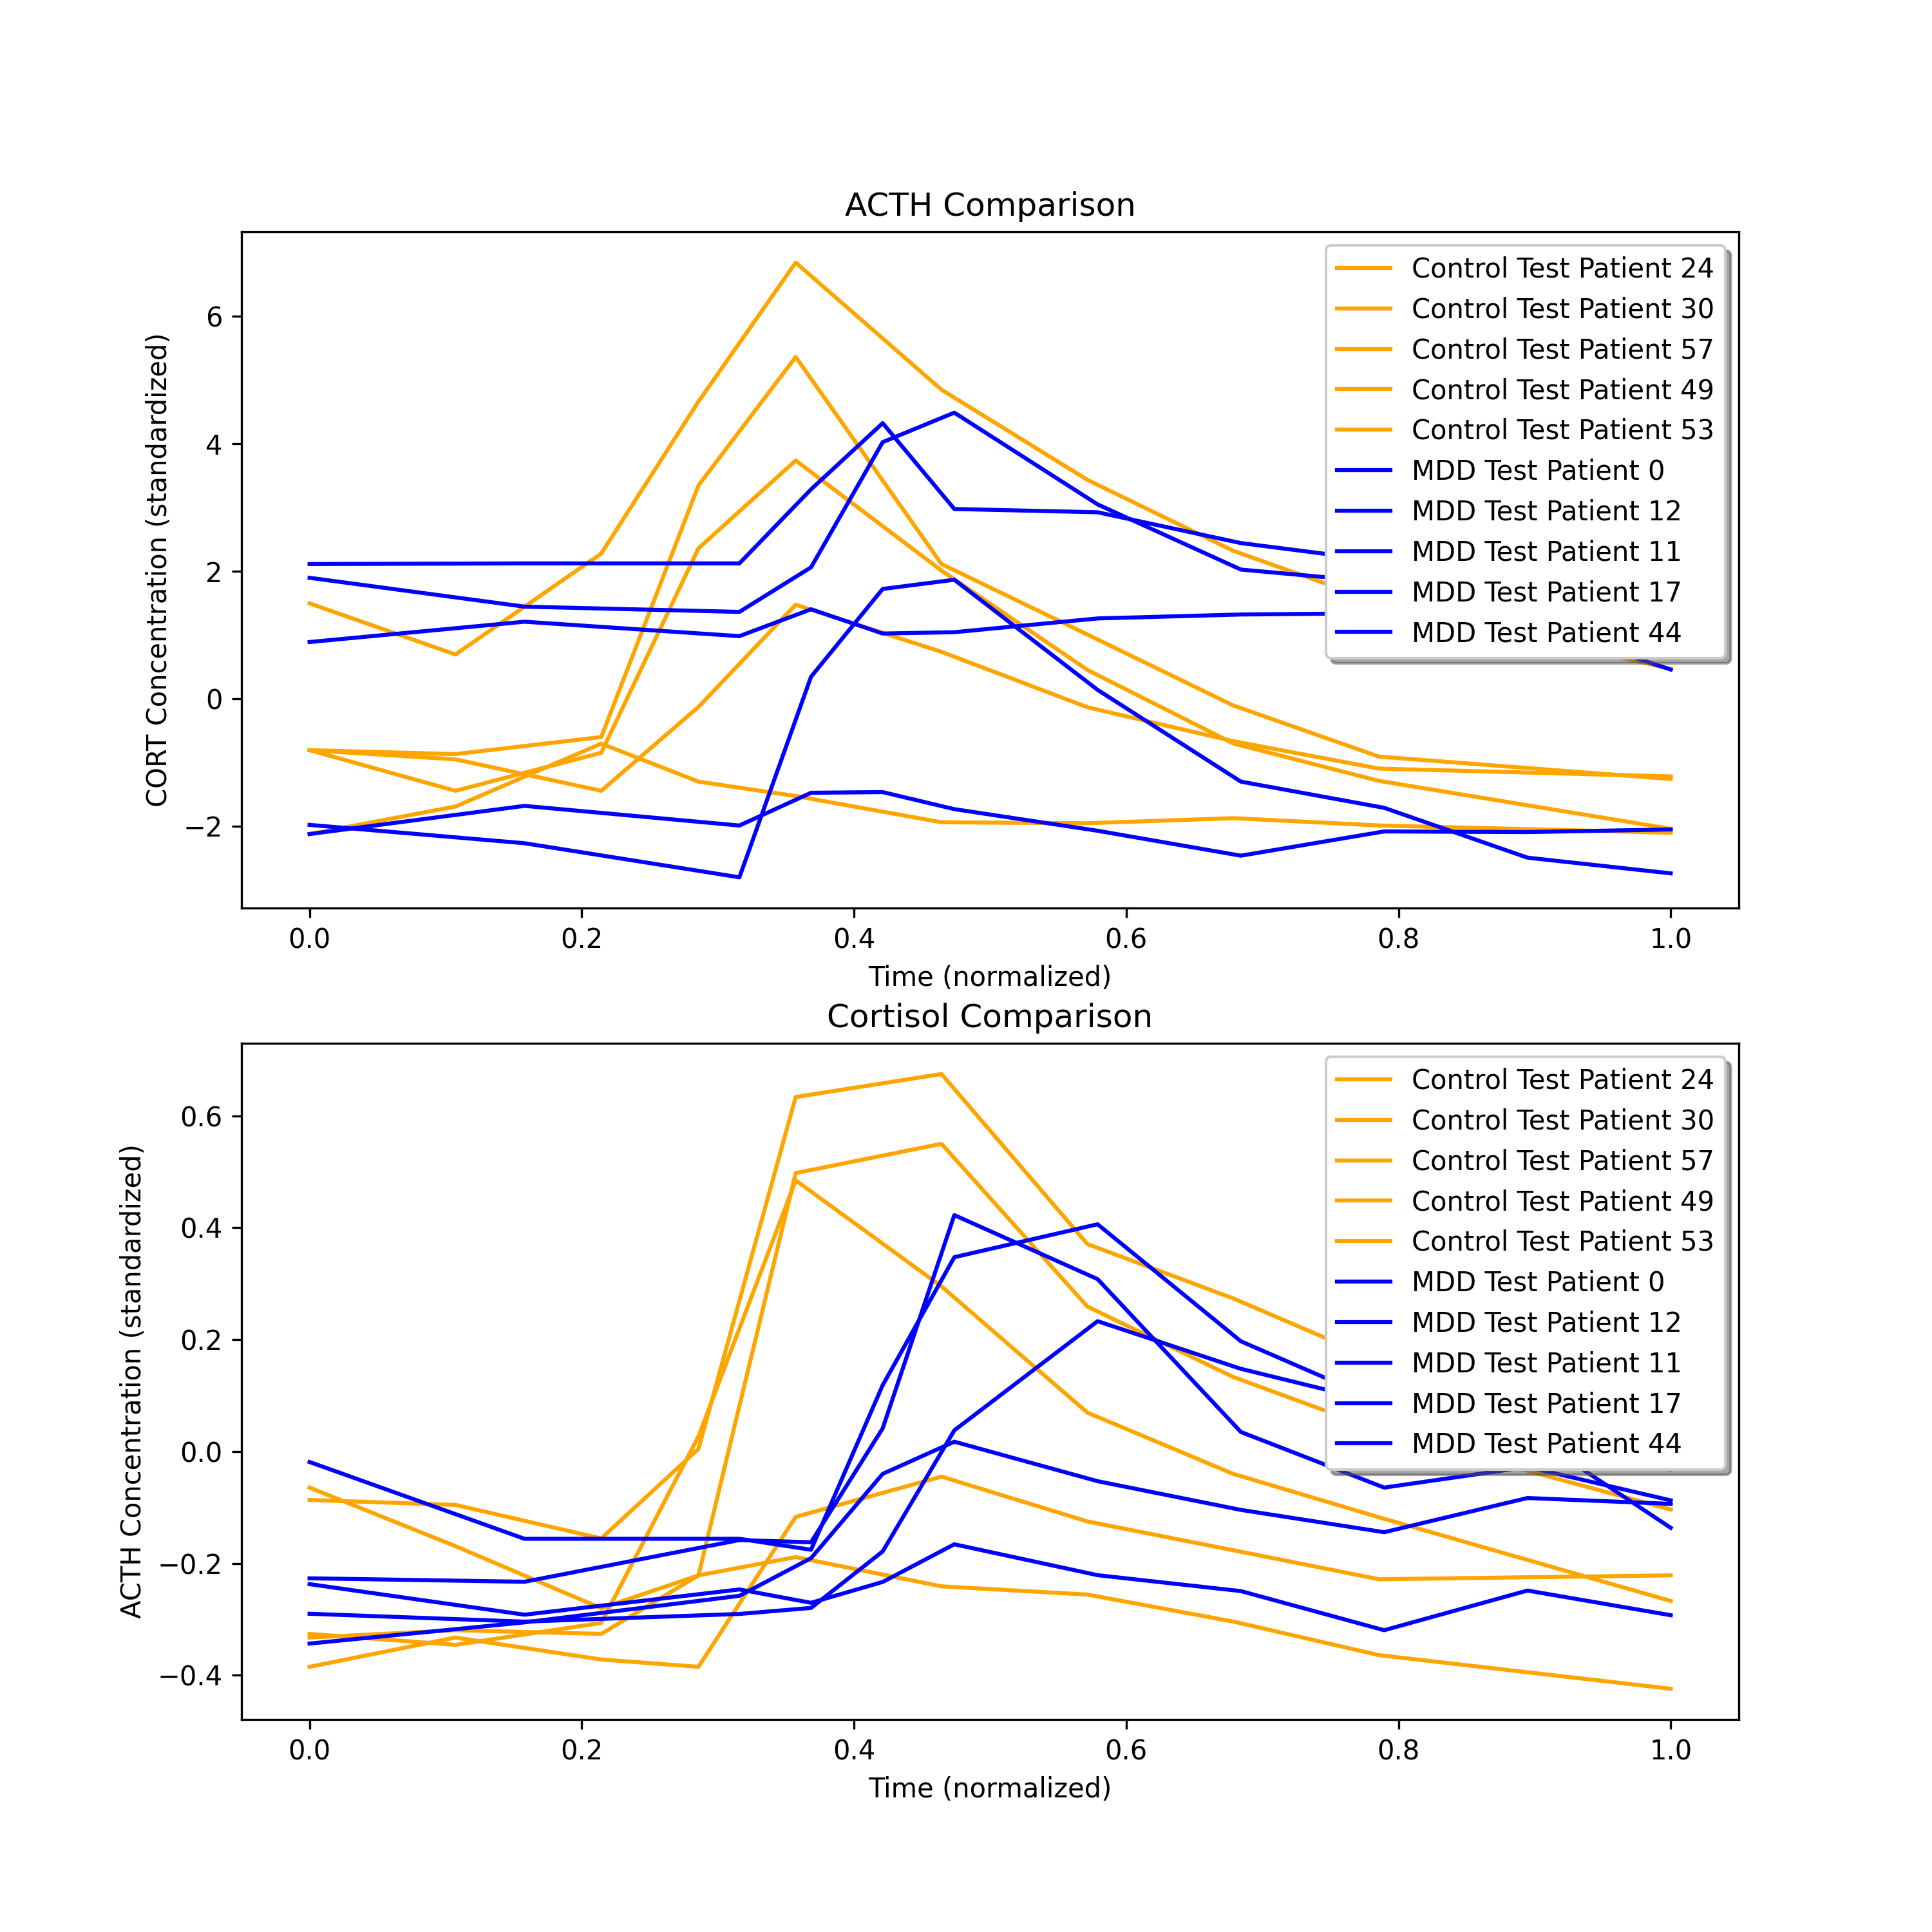 ACTH Comparison
CORT Concentration (standardized)
6
4
2
0
−2
0.0 0.2 0.4 0.6 0.8 1.0
Time (normalized)
Control Test Patient 24
Control Test Patient 30
Control Test Patient 57
Control Test Patient 49
Control Test Patient 53
MDD Test Patient 0
MDD Test Patient 12
MDD Test Patient 11
MDD Test Patient 17
MDD Test Patient 44
Cortisol Comparison
ACTH Concentration (standardized)
0.6
0.4
0.2
0.0
−0.2
−0.4
0.0 0.2 0.4 0.6 0.8 1.0
Time (normalized)
Control Test Patient 24
Control Test Patient 30
Control Test Patient 57
Control Test Patient 49
Control Test Patient 53
MDD Test Patient 0
MDD Test Patient 12
MDD Test Patient 11
MDD Test Patient 17
MDD Test Patient 44